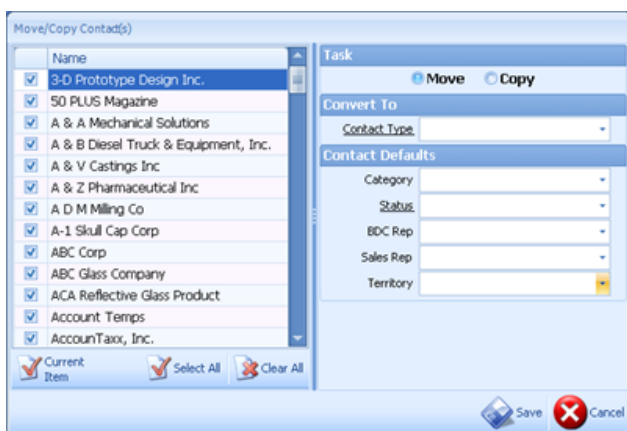 Move/Copy Contact(s)
Name
3-D Prototype Design Inc.
50 PLUS Magazine
A & A Mechanical Solutions
A & B Diesel Truck & Equipment, Inc.
A & V Castings Inc
A & Z Pharmaceutical Inc
A D M Milling Co
A-1 Skull Cap Corp
ABC Corp
ABC Glass Company
ACA Reflective Glass Product
Account Temps
AccounTaxx, Inc.
Current
Item
Select All
Clear All
Task
Move Copy
Convert To
Contact Type
Contact Defaults
Category
Status
BDC Rep
Sales Rep
Territory
Save
Cancel